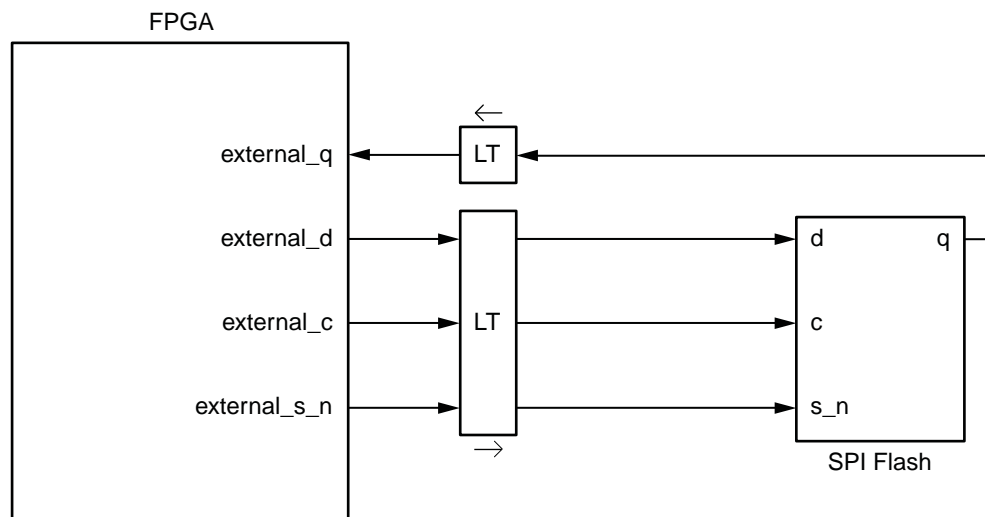 FPGA
external_q
LT
external_d
d
q
external_c
LT
c
external_s_n
s_n
SPI Flash